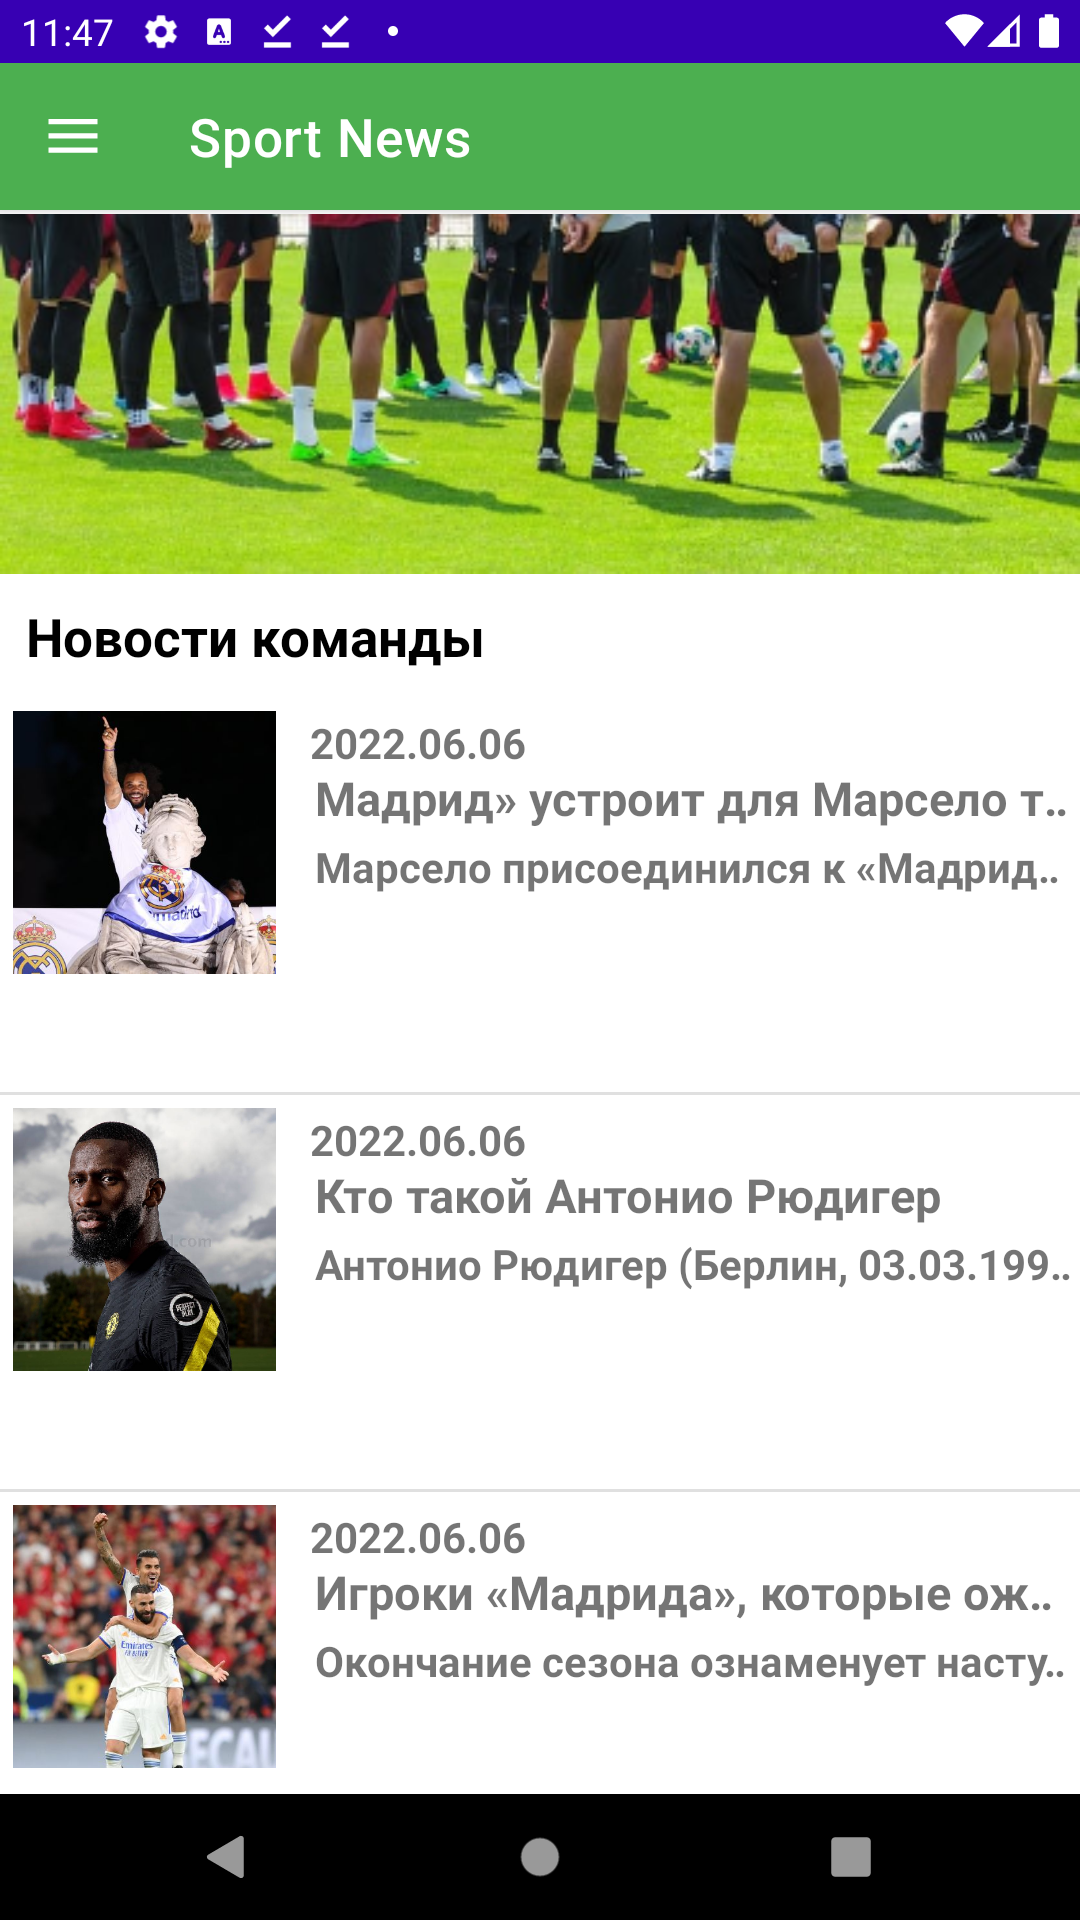 11:47
Sport News
Новости команды
2022.06.06
Мадрид» устроит для Марсело т..
Марсело присоединился к «Мадрид..
2022.06.06
Кто такой Антонио Рюдигер
Антонио Рюдигер (Берлин, 03.03.199..
2022.06.06
Игроки «Мадрида», которые ож..
Окончание сезона ознаменует насту..